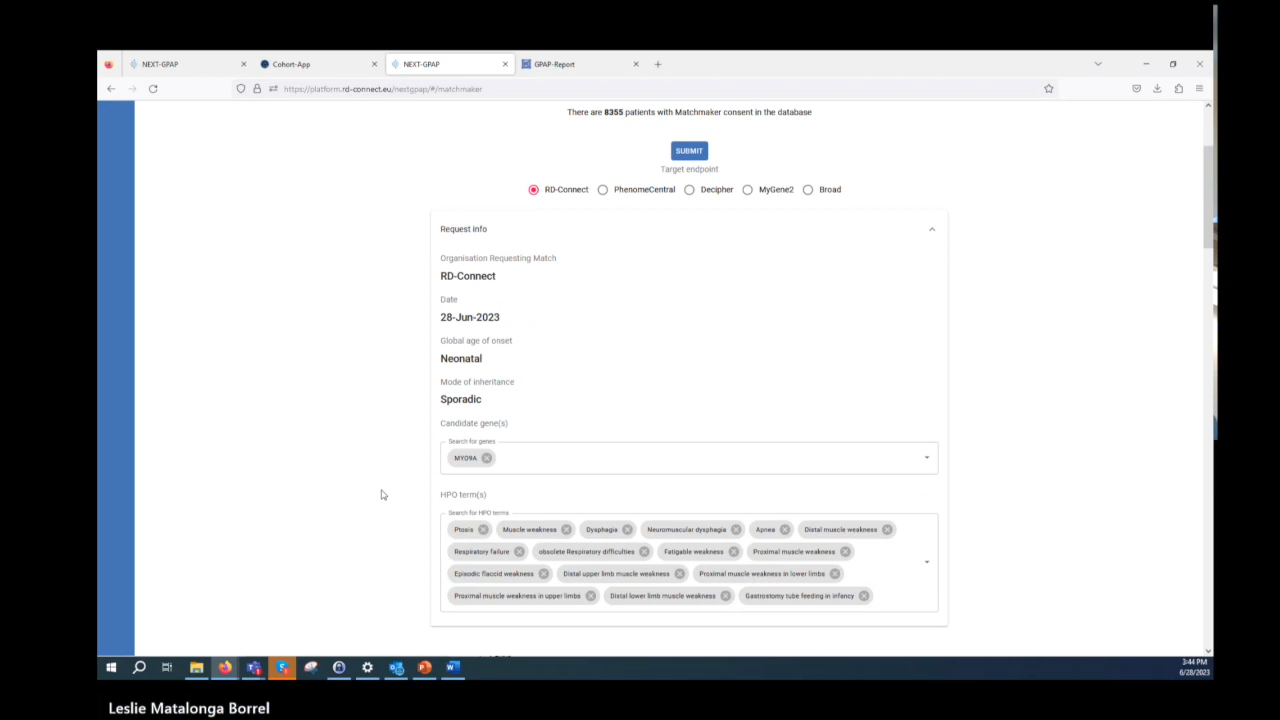 NEXT-GPAP
Cohort-App
NEXT-GPAP
GPAP-Report
https://platform.rd-connect.eu/nextgpap/#/matchmaker
There are 8355 patients with Matchmaker consent in the database
SUBMIT
Target endpoint
RD-Connect PhenomeCentral Decipher MyGene2 Broad
Request info
Organisation Requesting Match
RD-Connect
Date
28-Jun-2023
Global age of onset
Neonatal
Mode of inheritance
Sporadic
Candidate gene(s)
Search for genes
MYO9A
HPO term(s)
Search for HPO terms
Ptosis Muscle weakness Dysphagia Neuromuscular dysphagia Apnea Distal muscle weakness
Respiratory failure obsolete Respiratory difficulties Fatigable weakness Proximal muscle weakness
Episodic flaccid weakness Distal upper limb muscle weakness Proximal muscle weakness in lower limbs
Proximal muscle weakness in upper limbs Distal lower limb muscle weakness Gastrostomy tube feeding in infancy
3:44 PM
6/28/2023
Leslie Matalonga Borrel